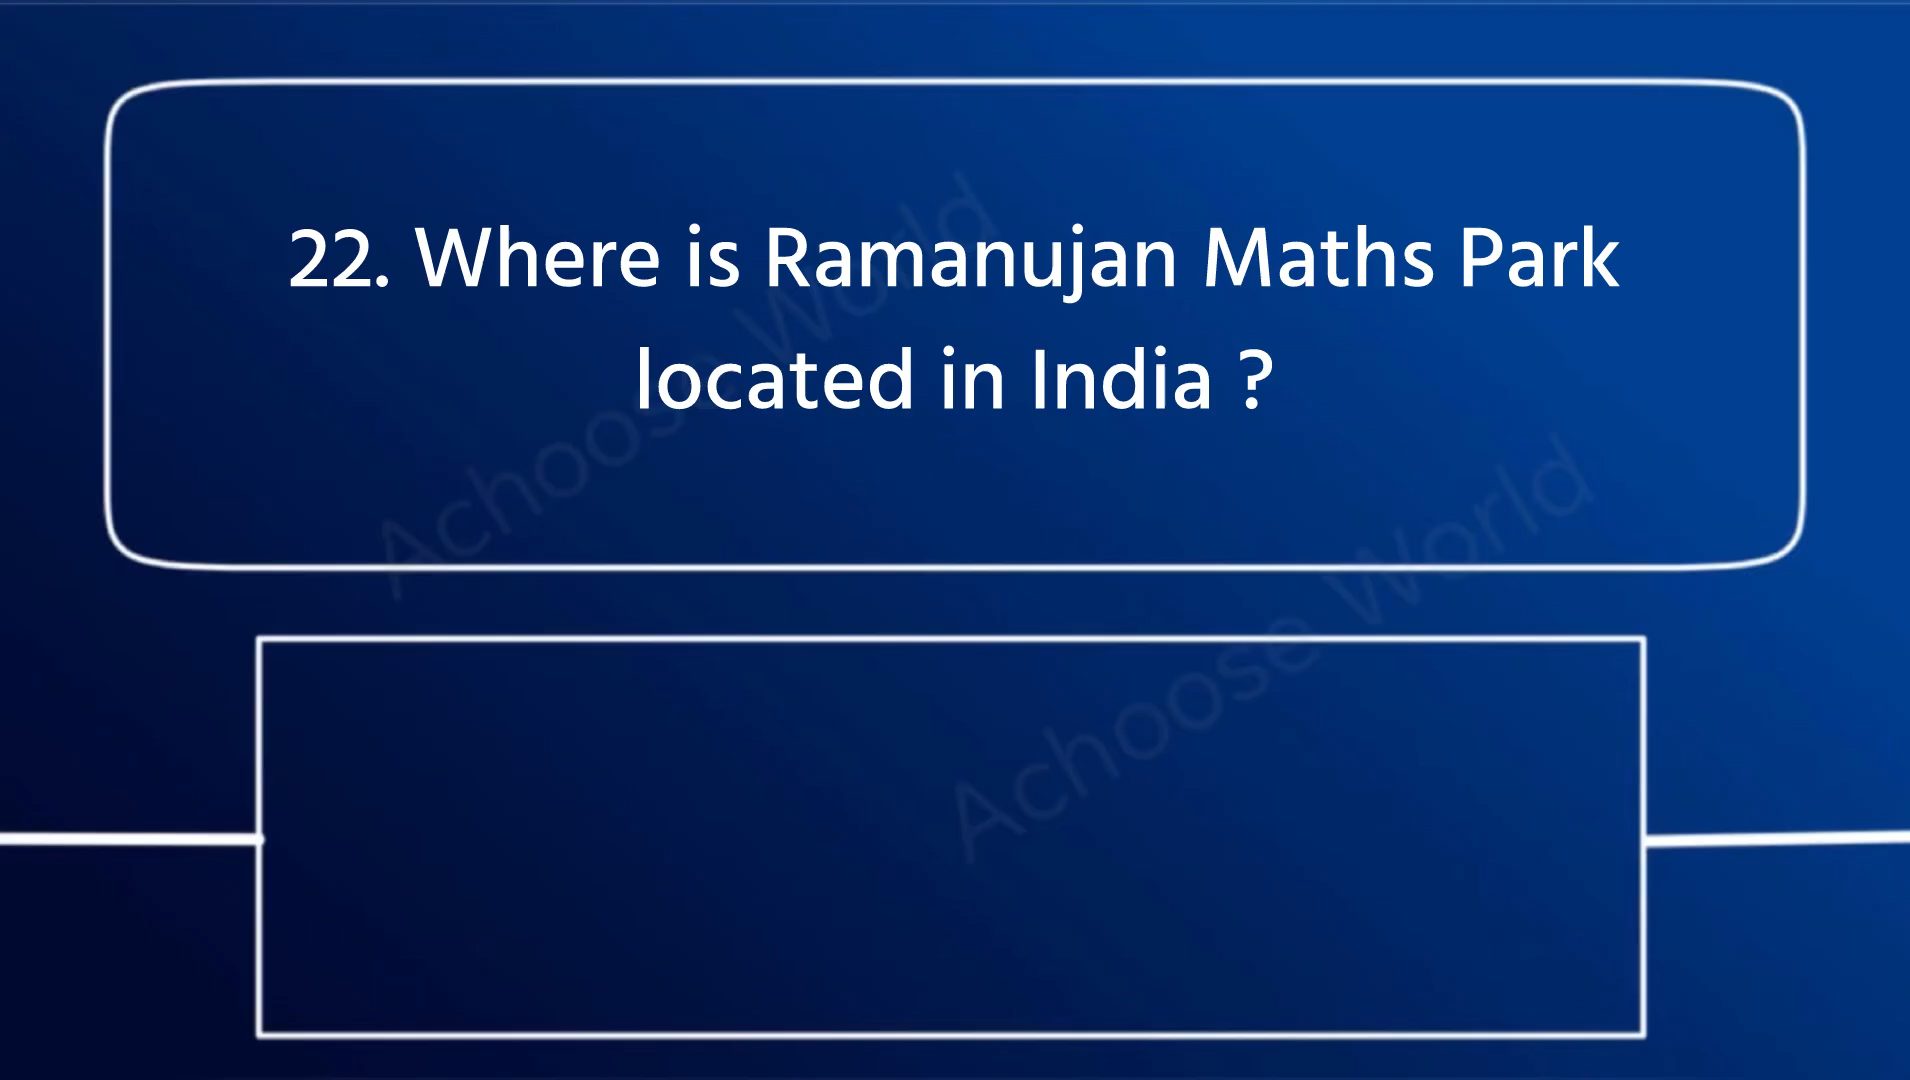 22. Where is Ramanujan Maths Park
located in India ?
Achoose World
Achoose World